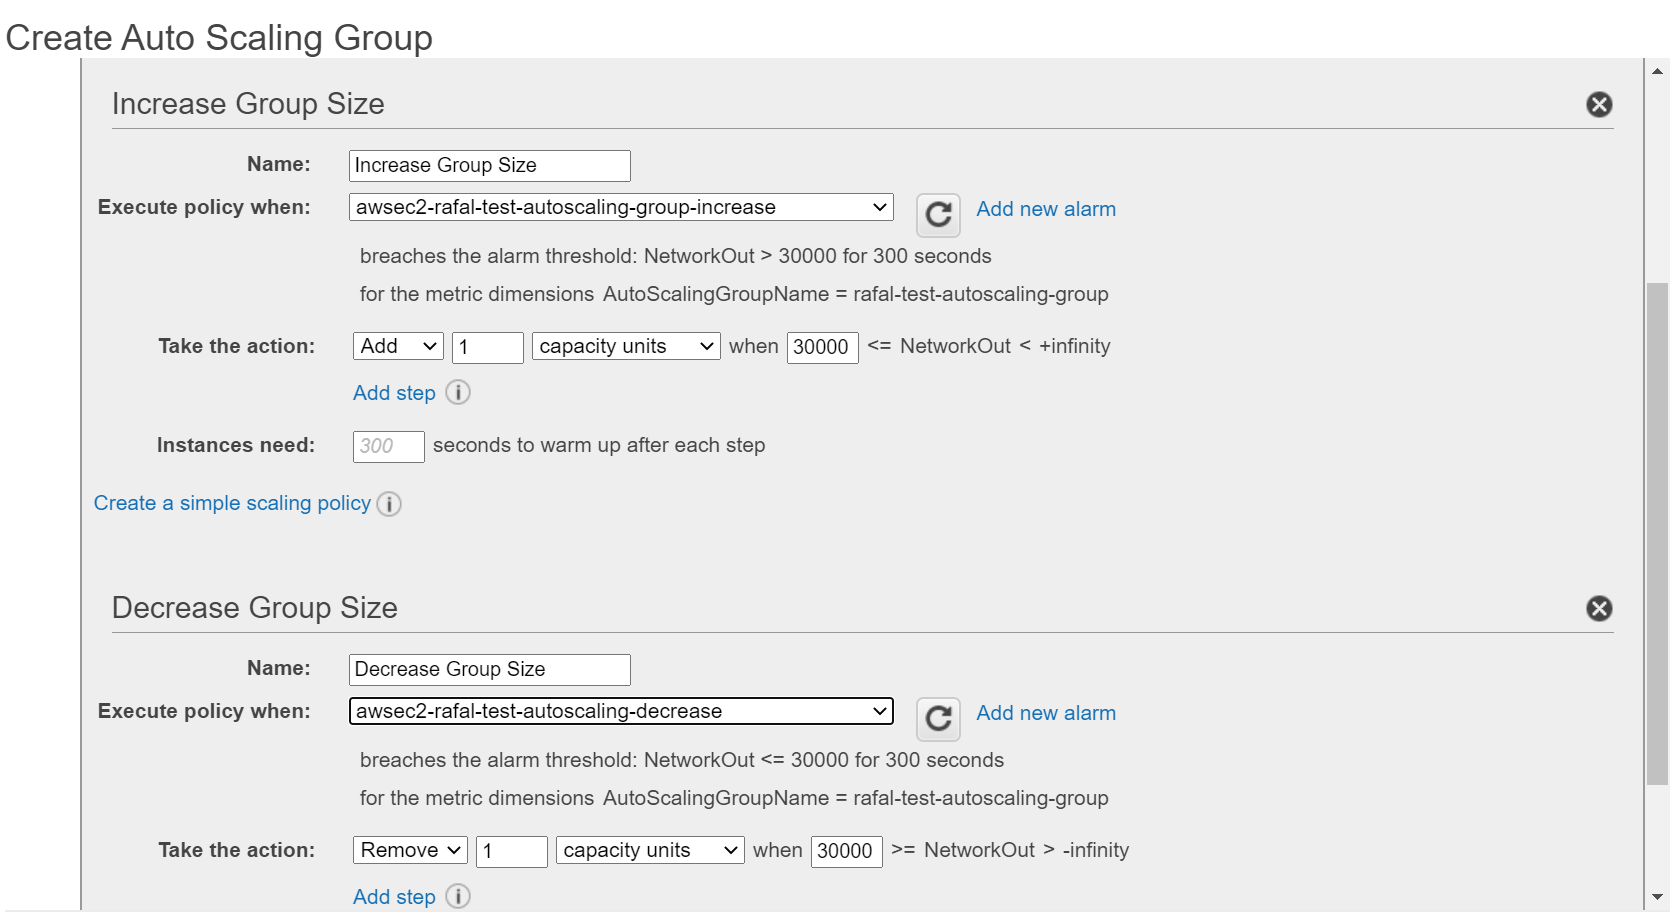 Create Auto Scaling Group
Increase Group Size
Name: Increase Group Size
Execute policy when: awsec2-rafal-test-autoscaling-group-increase Add new alarm
breaches the alarm threshold: NetworkOut > 30000 for 300 seconds
for the metric dimensions AutoScalingGroupName = rafal-test-autoscaling-group
Take the action: Add 1 capacity units when 30000 <= NetworkOut < +infinity
Add step i
Instances need: 300 seconds to warm up after each step
Create a simple scaling policy i
Decrease Group Size
Name: Decrease Group Size
Execute policy when: awsec2-rafal-test-autoscaling-decrease Add new alarm
breaches the alarm threshold: NetworkOut <= 30000 for 300 seconds
for the metric dimensions AutoScalingGroupName = rafal-test-autoscaling-group
Take the action: Remove 1 capacity units when 30000 >= NetworkOut > -infinity
Add step i